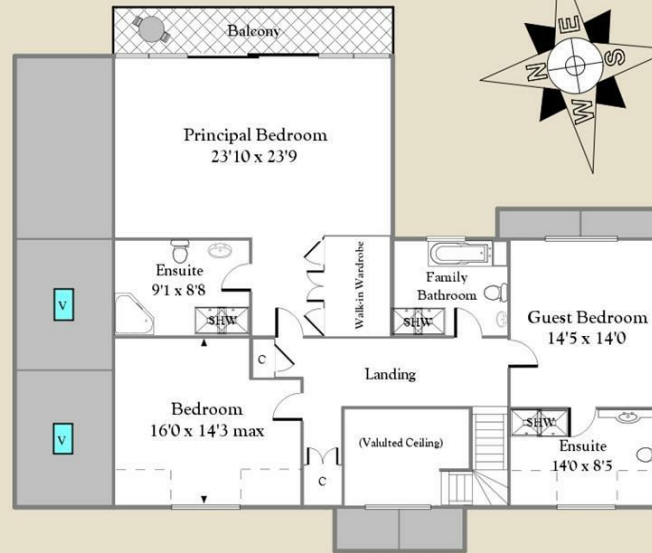 Balcony
E
N
S
W
Principal Bedroom
23'10 x 23'9
Ensuite
9'1 x 8'8
SHW
Walk-in Wardrobe
Family
Bathroom
SHW
Guest Bedroom
14'5 x 14'0
V
V
C
Landing
Bedroom
16'0 x 14'3 max
(Valulted Ceiling)
C
SHW
Ensuite
14'0 x 8'5